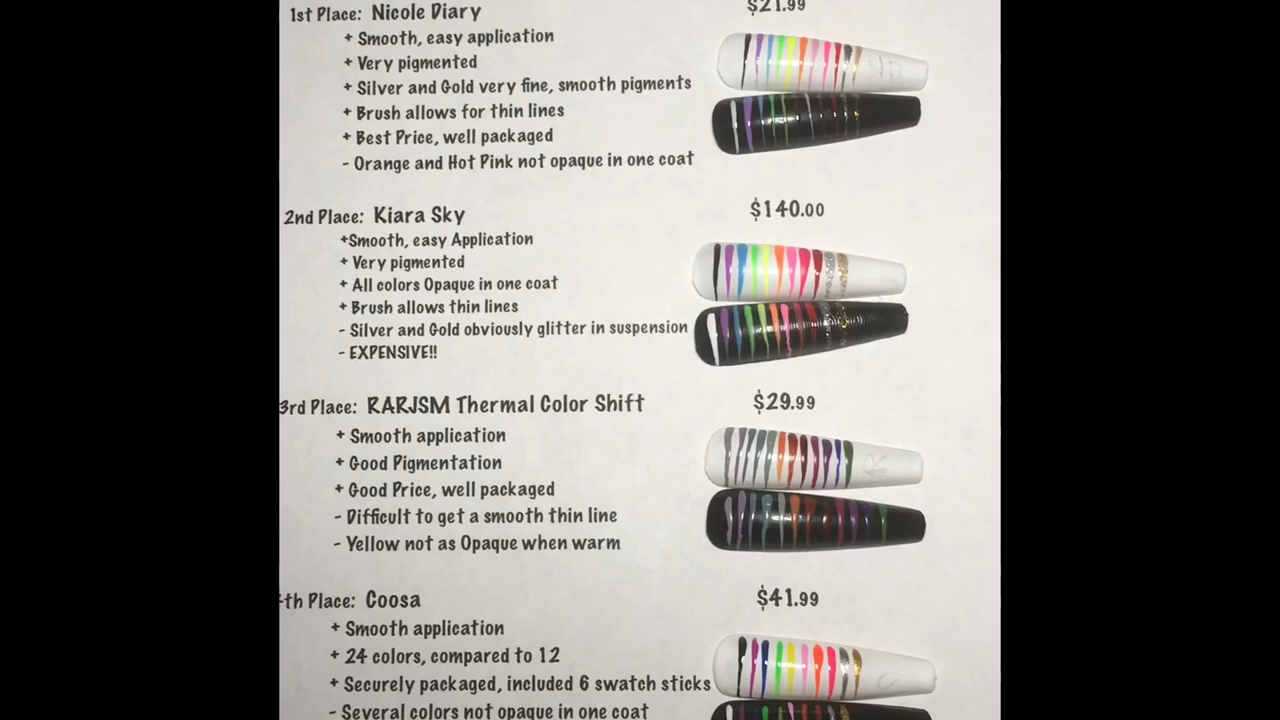 1st Place: Nicole Diary $21.99
+ Smooth, easy application
+ Very pigmented
+ Silver and Gold very fine, smooth pigments
+ Brush allows for thin lines
+ Best Price, well packaged
- Orange and Hot Pink not opaque in one coat
2nd Place: Kiara Sky $140.00
+Smooth, easy Application
+ Very pigmented
+ All colors Opaque in one coat
+ Brush allows thin lines
- Silver and Gold obviously glitter in suspension
- EXPENSIVE!!
3rd Place: RARJSM Thermal Color Shift $29.99
+ Smooth application
+ Good Pigmentation
+ Good Price, well packaged
- Difficult to get a smooth thin line
- Yellow not as Opaque when warm
4th Place: Coosa $41.99
+ Smooth application
+ 24 colors, compared to 12
+ Securely packaged, included 6 swatch sticks
- Several colors not opaque in one coat